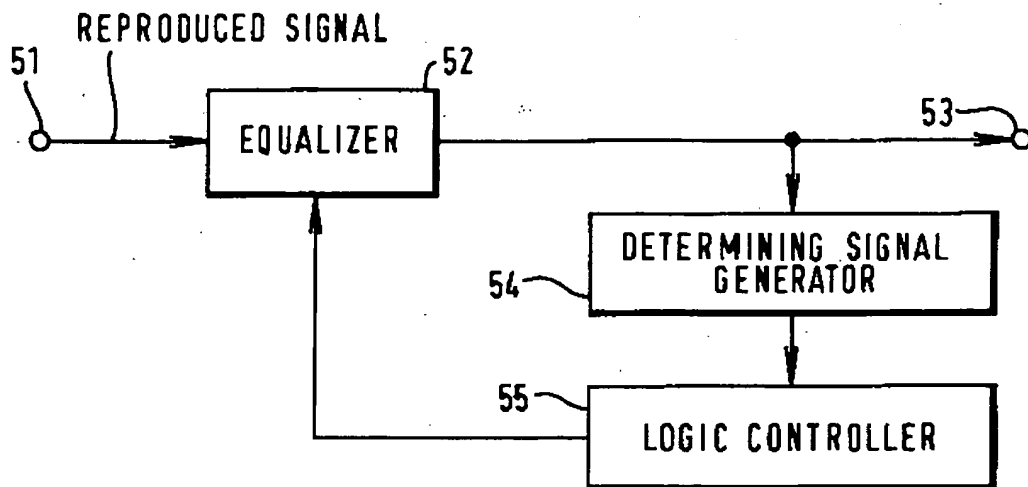 REPRODUCED SIGNAL
51
52
53
EQUALIZER
DETERMINING SIGNAL
GENERATOR
54
55
LOGIC CONTROLLER